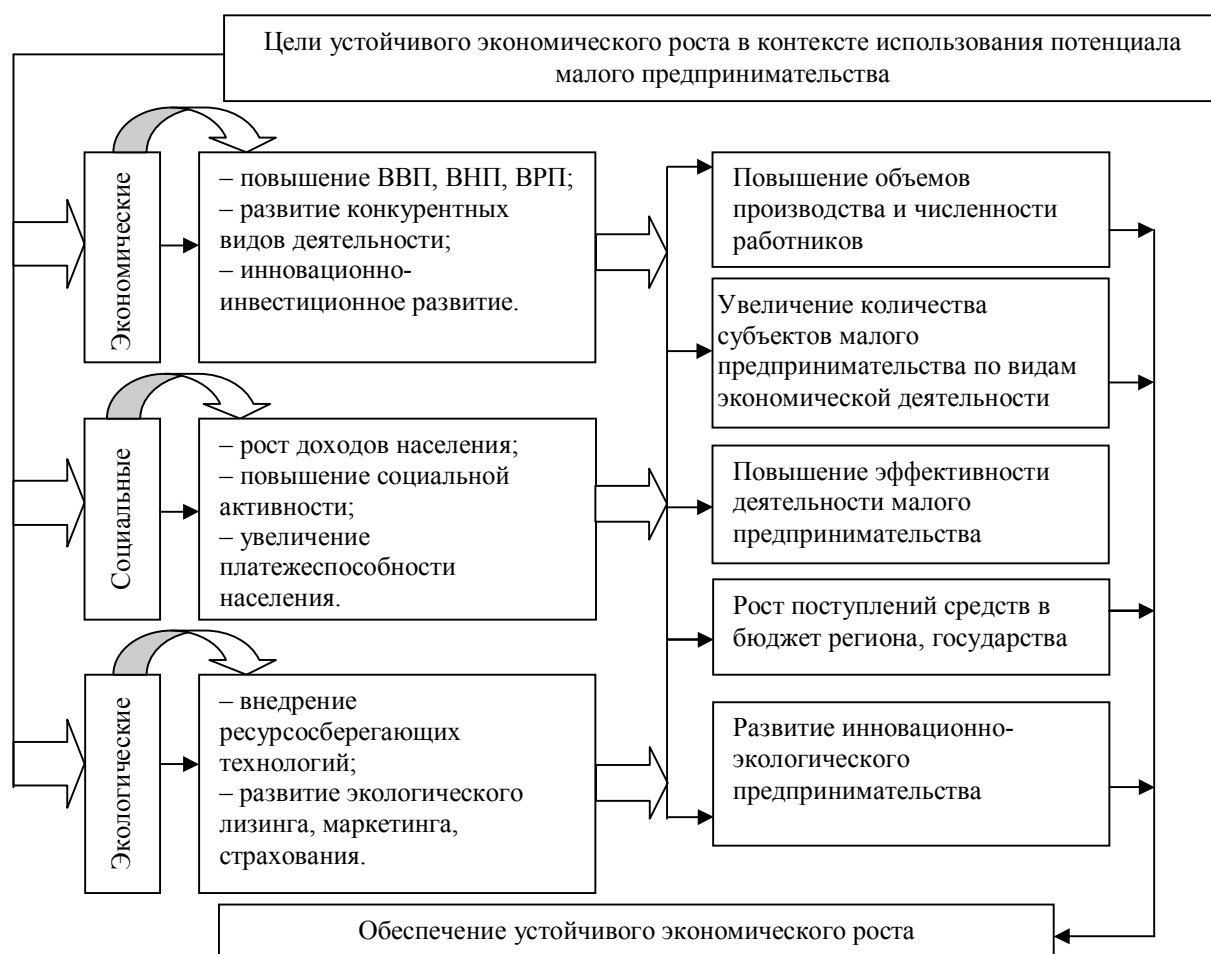 Цели устойчивого экономического роста в контексте использования потенциала
малого предпринимательства
Экономические
– повышение ВВП, ВНП, ВРП;
– развитие конкурентных
видов деятельности;
– инновационно-
инвестиционное развитие.
Социальные
– рост доходов населения;
– повышение социальной
активности;
– увеличение
платежеспособности
населения.
Экологические
– внедрение
ресурсосберегающих
технологий;
– развитие экологического
лизинга, маркетинга,
страхования.
Повышение объемов
производства и численности
работников
Увеличение количества
субъектов малого
предпринимательства по видам
экономической деятельности
Повышение эффективности
деятельности малого
предпринимательства
Рост поступлений средств в
бюджет региона, государства
Развитие инновационно-
экологического
предпринимательства
Обеспечение устойчивого экономического роста